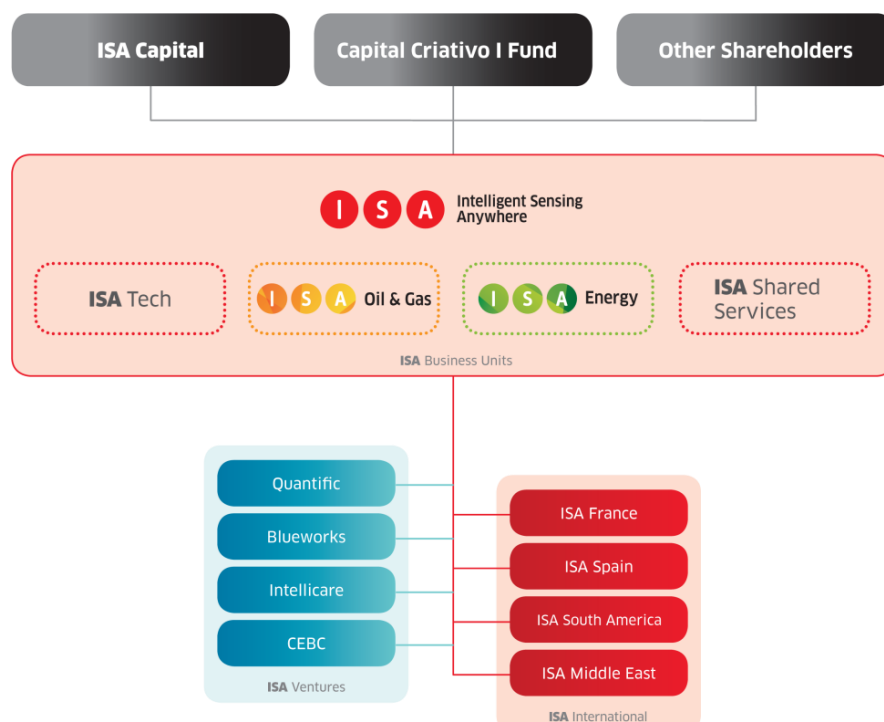 ISA Capital
Capital Criativo I Fund
Other Shareholders
I S A
Intelligent Sensing
Anywhere
ISA Tech
I S A Oil & Gas
I S A Energy
ISA Shared
Services
ISA Business Units
Quantific
Blueworks
Intellicare
CEBC
ISA Ventures
ISA France
ISA Spain
ISA South America
ISA Middle East
ISA International